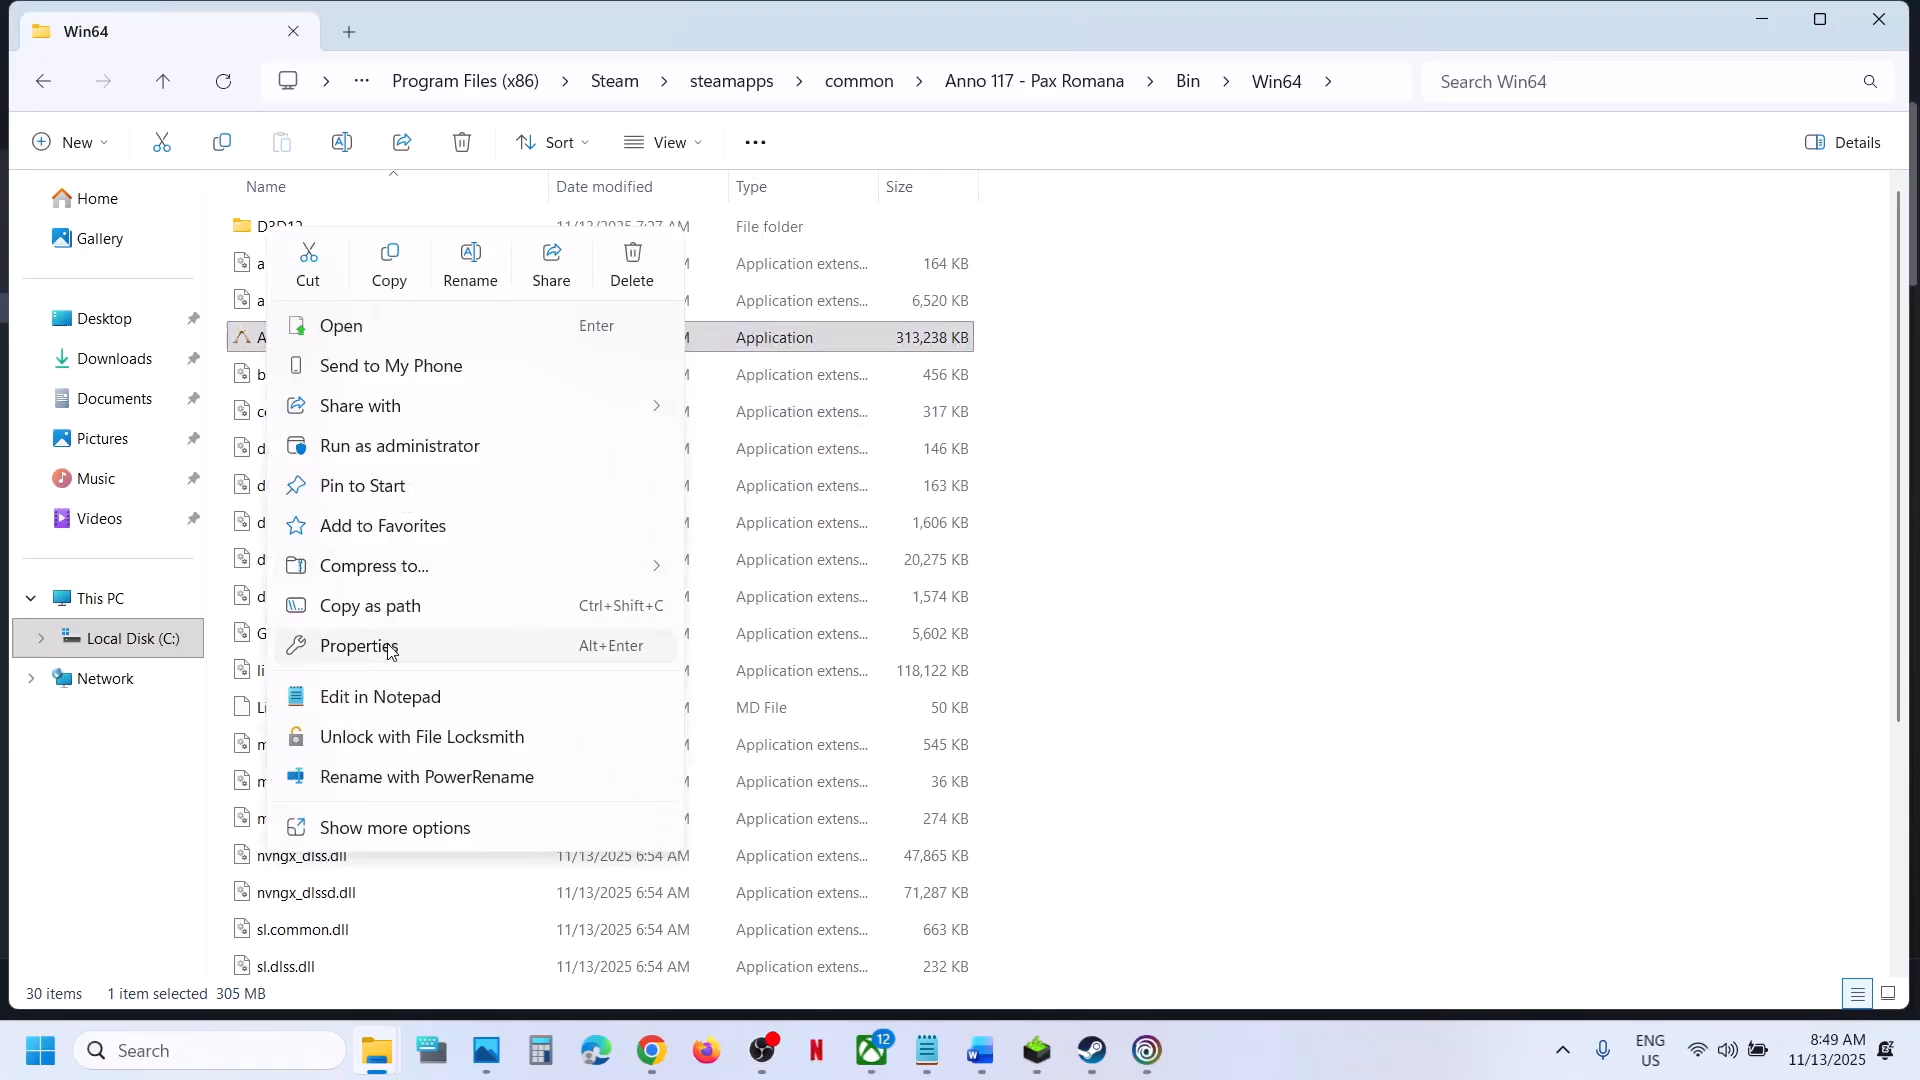 Win64
Program Files (x86) Steam steamapps common Anno 117 - Pax Romana Bin Win64
Search Win64
New
Sort
View
Details
Name Date modified Type Size
Home
Gallery
Desktop
Downloads
Documents
Pictures
Music
Videos
This PC
Local Disk (C:)
Network
D3D12 11/13/2025 7:27 AM File folder
Application extens... 164 KB
Application extens... 6,520 KB
Application 313,238 KB
Application extens... 456 KB
Application extens... 317 KB
Application extens... 146 KB
Application extens... 163 KB
Application extens... 1,606 KB
Application extens... 20,275 KB
Application extens... 1,574 KB
Application extens... 5,602 KB
Application extens... 118,122 KB
MD File 50 KB
Application extens... 545 KB
Application extens... 36 KB
Application extens... 274 KB
nvngx_dlss.dll 11/13/2025 6:54 AM Application extens... 47,865 KB
nvngx_dlssd.dll 11/13/2025 6:54 AM Application extens... 71,287 KB
sl.common.dll 11/13/2025 6:54 AM Application extens... 663 KB
sl.dlss.dll 11/13/2025 6:54 AM Application extens... 232 KB
Cut Copy Rename Share Delete
Open Enter
Send to My Phone
Share with
Run as administrator
Pin to Start
Add to Favorites
Compress to...
Copy as path Ctrl+Shift+C
Properties Alt+Enter
Edit in Notepad
Unlock with File Locksmith
Rename with PowerRename
Show more options
30 items 1 item selected 305 MB
Search
12
ENG
US
8:49 AM
11/13/2025